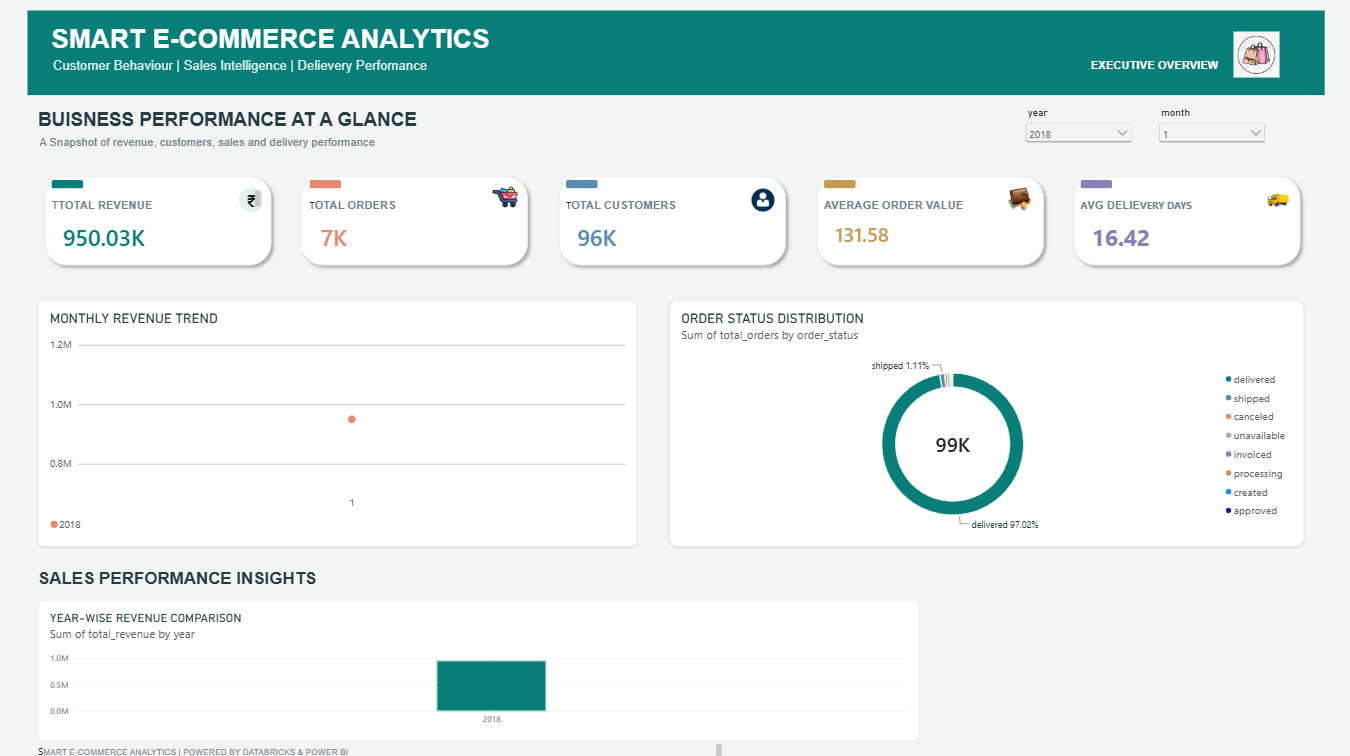 SMART E-COMMERCE ANALYTICS
Customer Behaviour | Sales Intelligence | Delievery Perfomance
EXECUTIVE OVERVIEW
BUISNESS PERFORMANCE AT A GLANCE
A Snapshot of revenue, customers, sales and delivery performance
year
2018
month
1
TTOTAL REVENUE
₹
950.03K
TOTAL ORDERS
7K
TOTAL CUSTOMERS
96K
AVERAGE ORDER VALUE
131.58
AVG DELIEVERY DAYS
16.42
MONTHLY REVENUE TREND
1.2M
1.0M
0.8M
1
2018
ORDER STATUS DISTRIBUTION
Sum of total_orders by order_status
shipped 1.11%
99K
delivered 97.02%
delivered
shipped
canceled
unavailable
invoiced
processing
created
approved
SALES PERFORMANCE INSIGHTS
YEAR-WISE REVENUE COMPARISON
Sum of total_revenue by year
1.0M
0.5M
0.0M
2018
SMART E-COMMERCE ANALYTICS | POWERED BY DATABRICKS & POWER BI